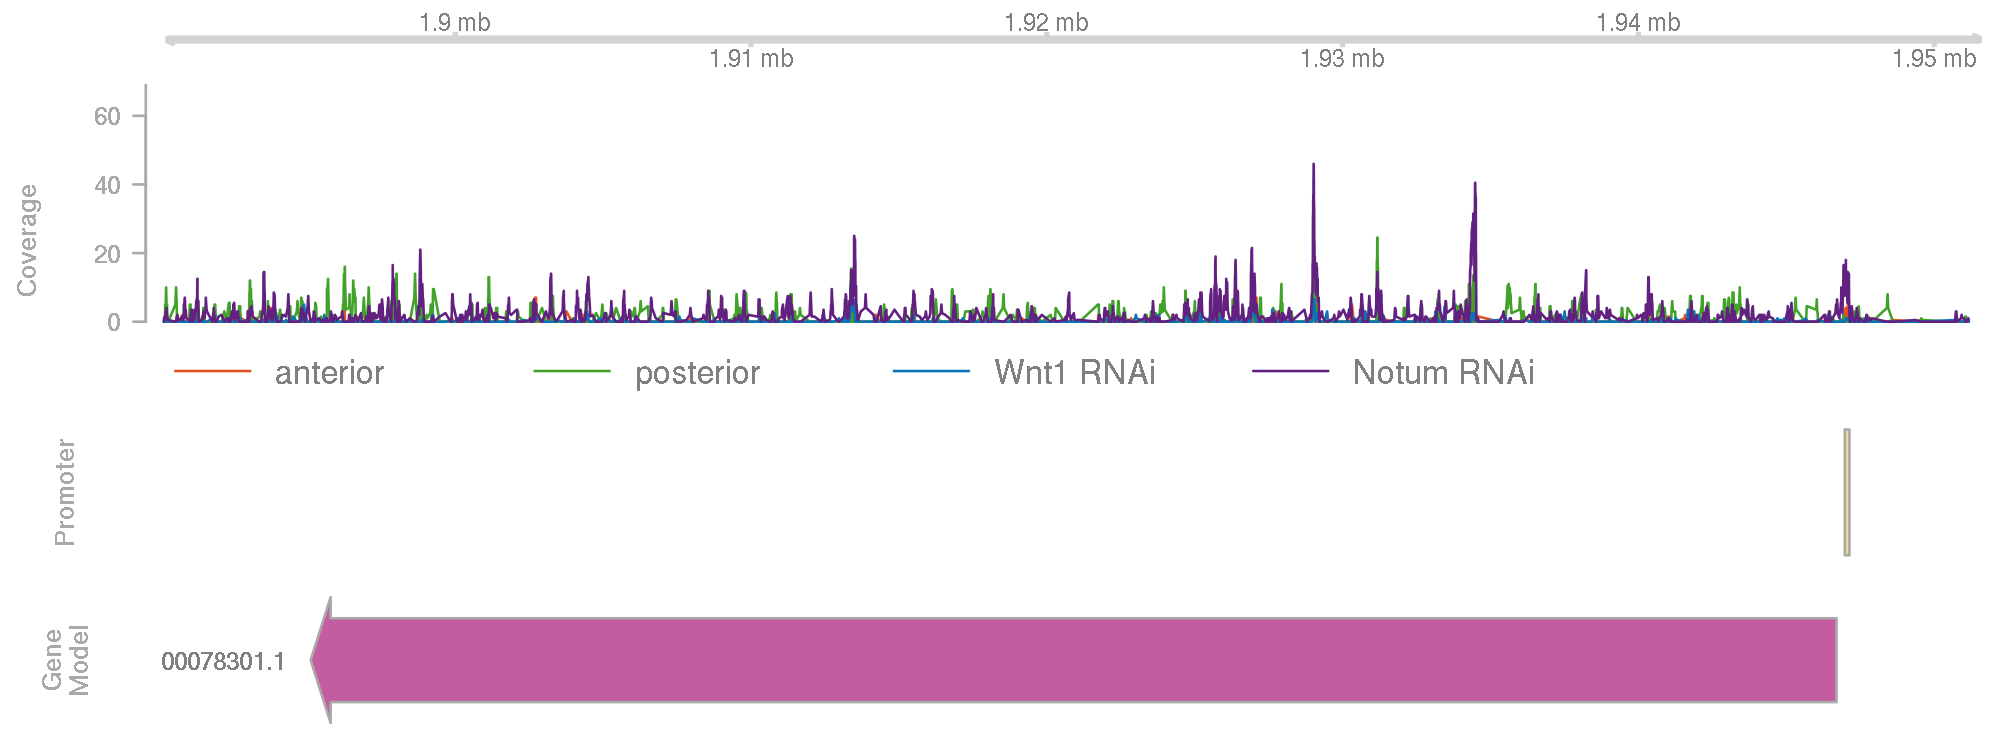 1.9 mb
1.92 mb
1.94 mb
1.91 mb
1.93 mb
1.95 mb
60
40
20
0
Coverage
anterior
posterior
Wnt1 RNAi
Notum RNAi
Promoter
Gene
Model
00078301.1